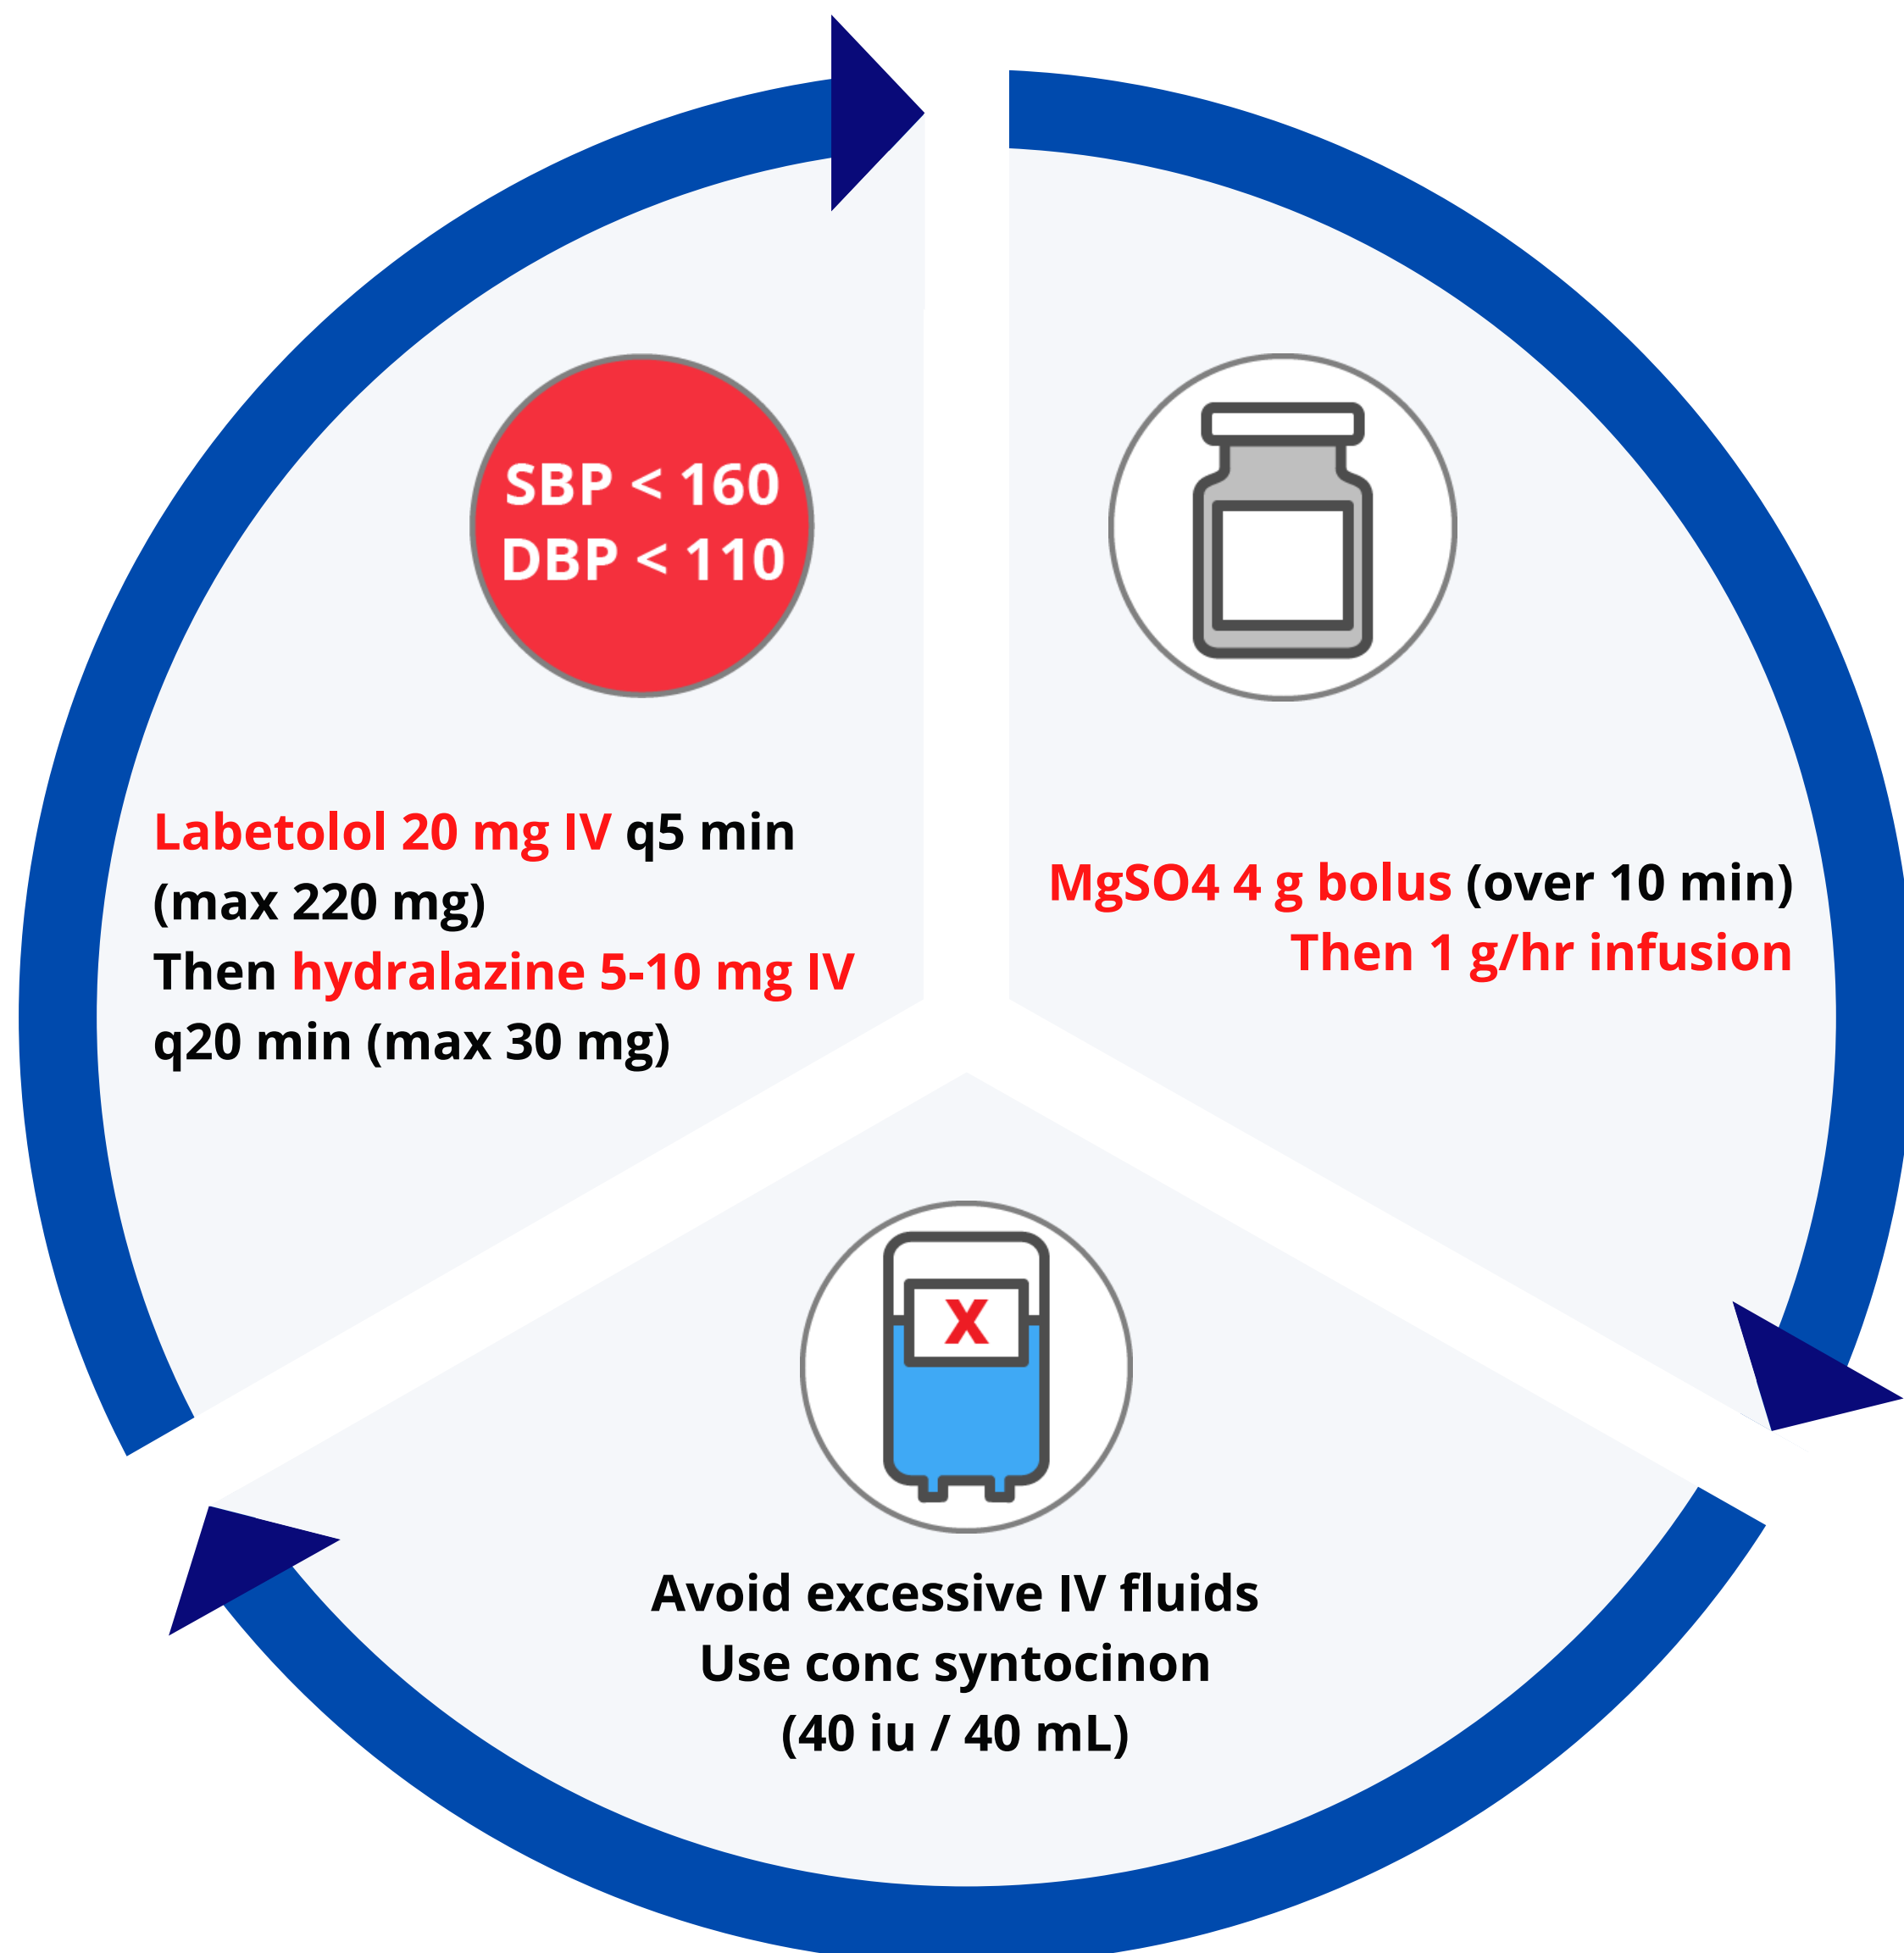 SBP < 160
DBP < 110
Labetolol 20 mg IV q5 min
(max 220 mg)
Then hydralazine 5-10 mg IV
q20 min (max 30 mg)
MgSO4 4 g bolus (over 10 min)
Then 1 g/hr infusion
X
Avoid excessive IV fluids
Use conc syntocinon
(40 iu / 40 mL)